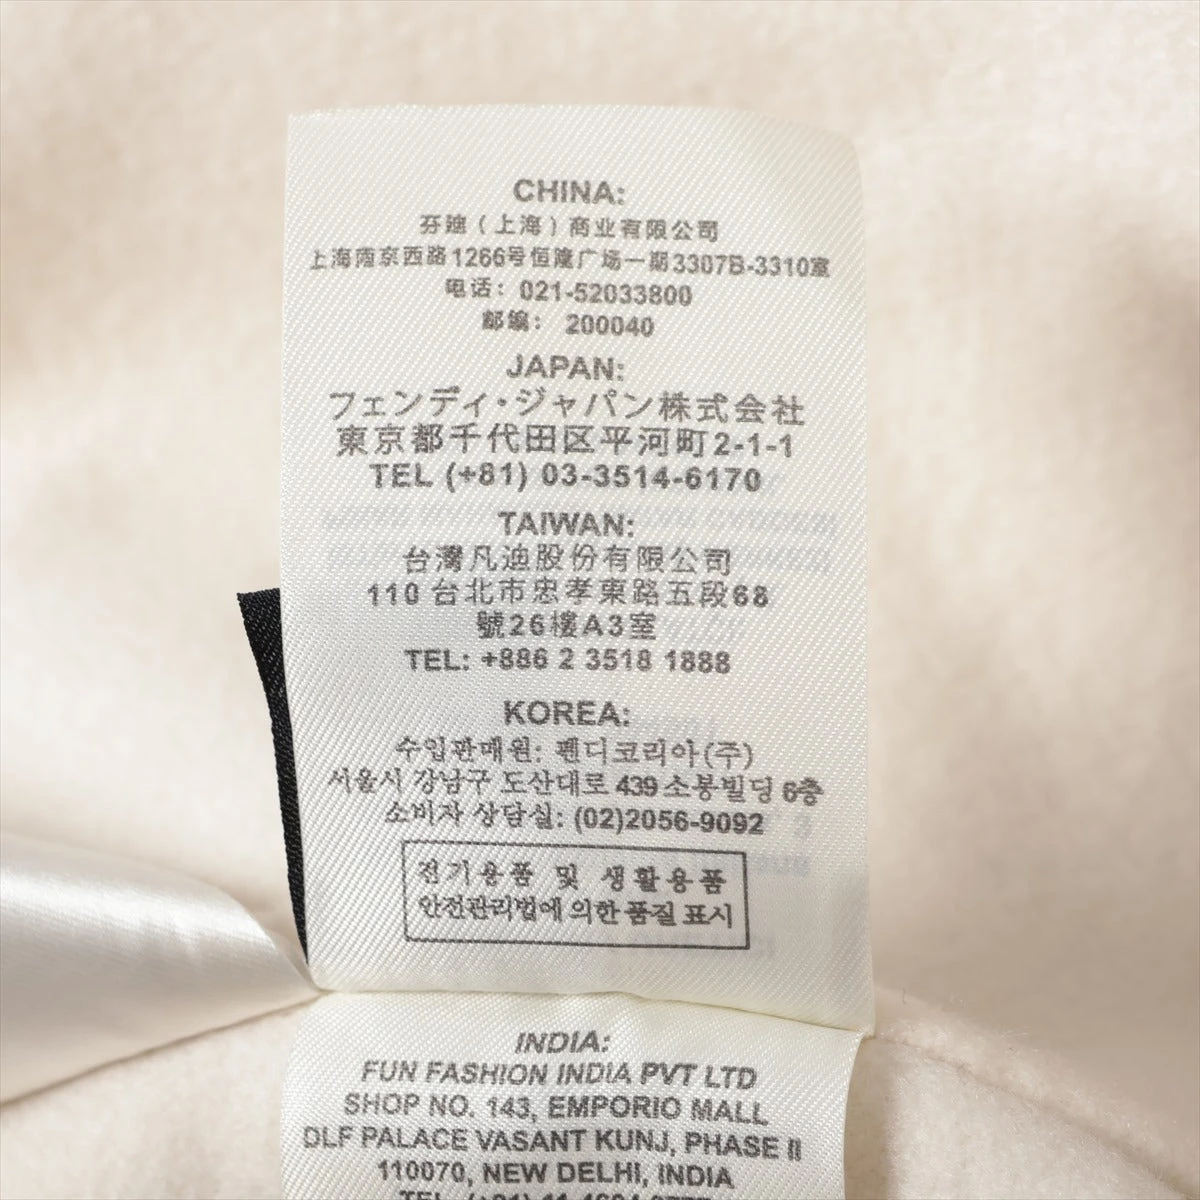 CHINA:
芬迪（上海）商业有限公司
上海南京西路1266号恒隆广场一期3307B-3310室
电话：021-52033800
邮编：200040
JAPAN:
フェンディ・ジャパン株式会社
東京都千代田区平河町2-1-1
TEL (+81) 03-3514-6170
TAIWAN:
台灣凡迪股份有限公司
110 台北市忠孝東路五段68
號26樓A3室
TEL: +886 2 3518 1888
KOREA:
수입판매원: 펜디코리아(주)
서울시 강남구 도산대로 439 소봉빌딩 6층
소비자 상담실: (02)2056-9092
전기용품 및 생활용품
안전관리법에 의한 품질 표시
INDIA:
FUN FASHION INDIA PVT LTD
SHOP NO. 143, EMPORIO MALL
DLF PALACE VASANT KUNJ, PHASE II
110070, NEW DELHI, INDIA